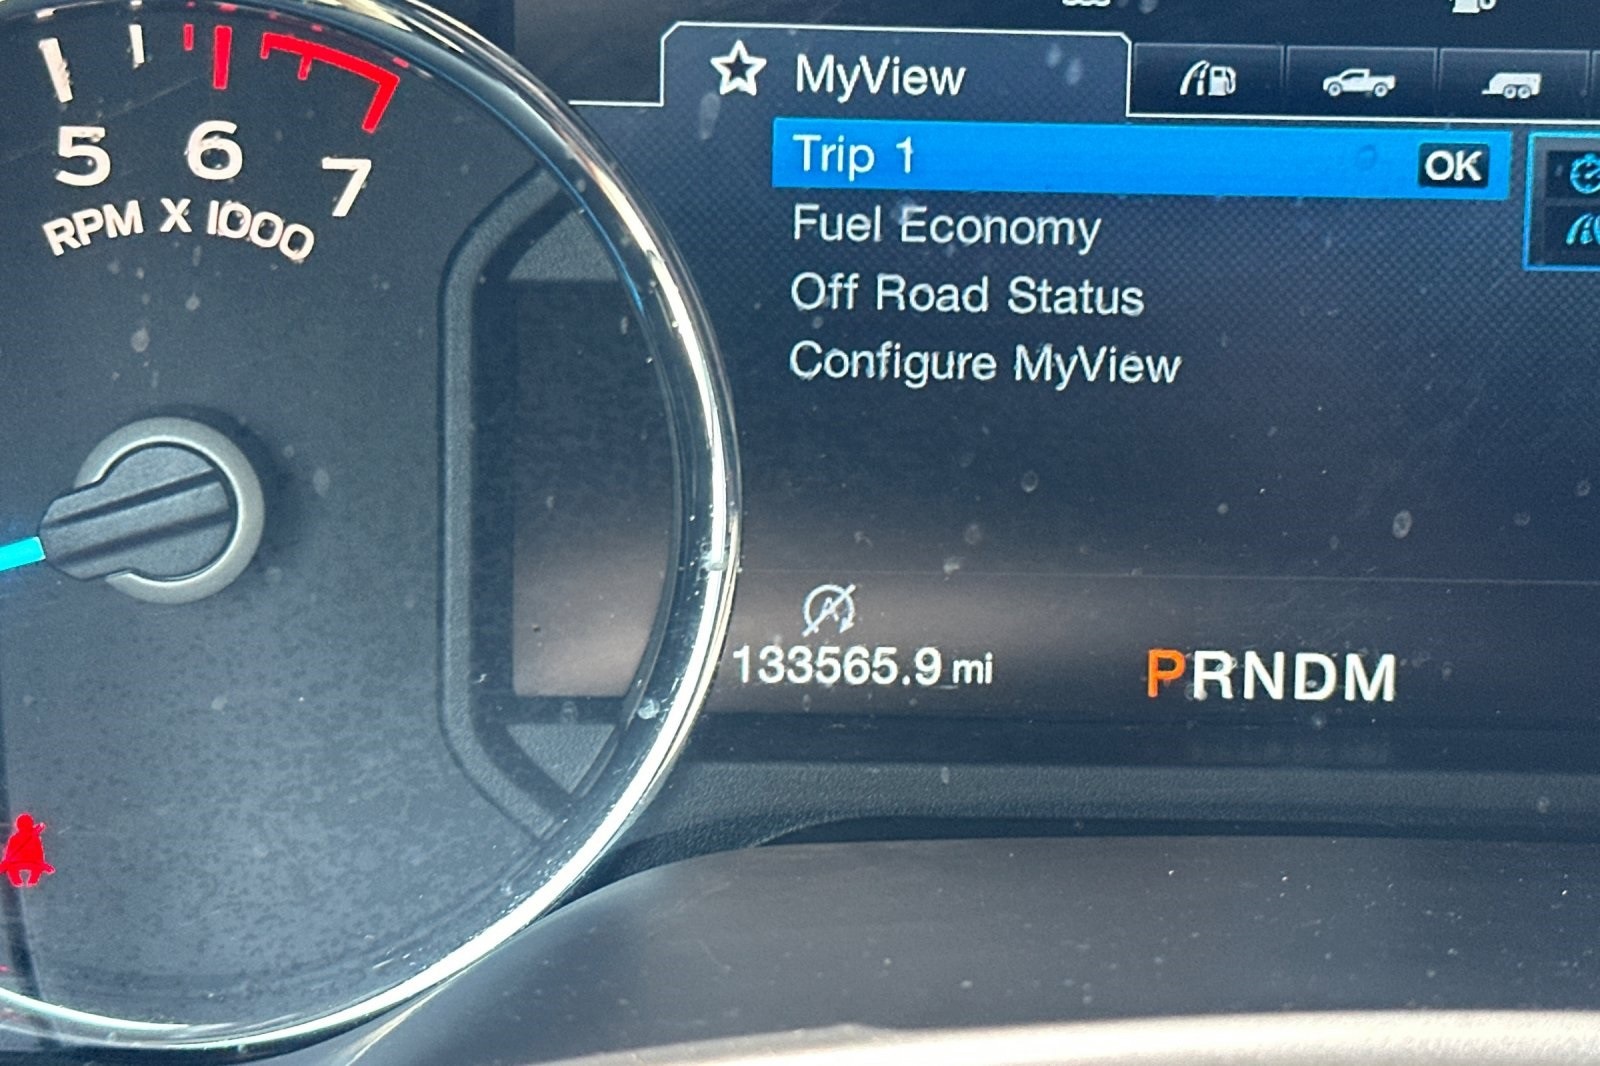 5 6 7
RPM X 1000
MyView
Trip 1 OK
Fuel Economy
Off Road Status
Configure MyView
A
133565.9 mi
PRNDM